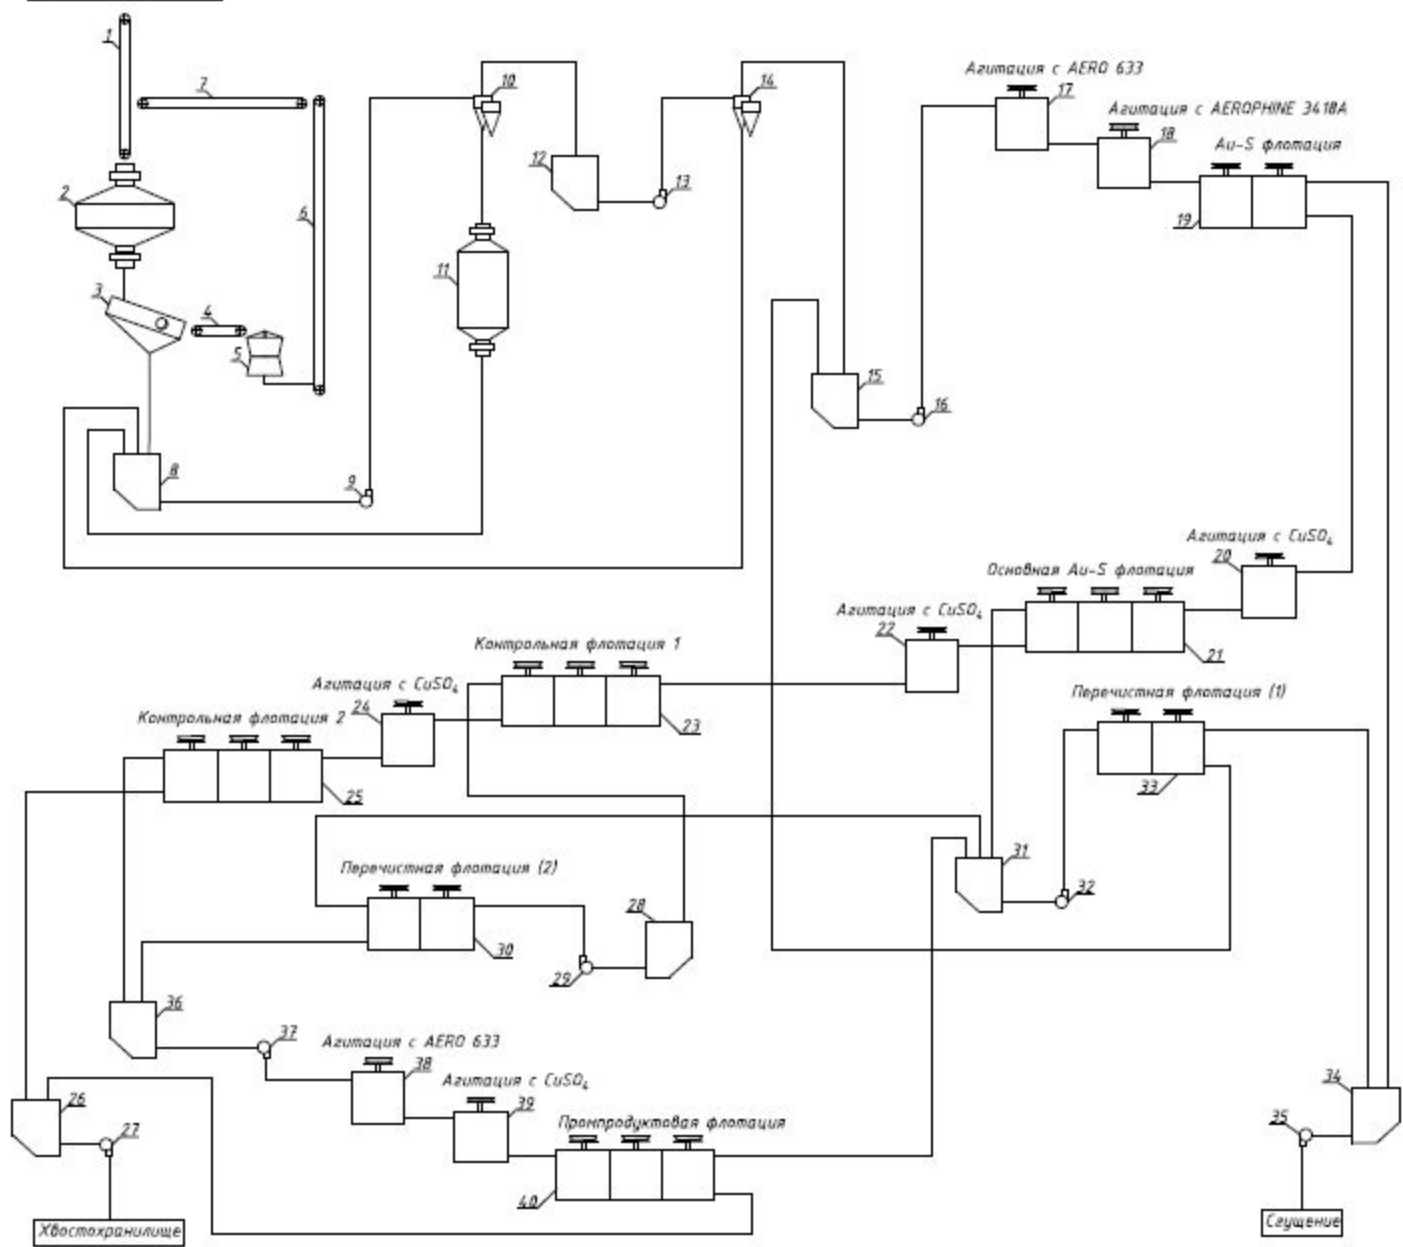 1
7
10
14
Агитация с AERO 633
17
Агитация с AEROPHINE 3418A
18
Au-S флотация
12
13
2
6
19
11
3
4
5
15
16
8
9
Агитация с CuSO₄
20
Основная Au-S флотация
Агитация с CuSO₄
22
21
Контрольная флотация 1
Агитация с CuSO₄
24
23
Перечистная флотация (1)
Контрольная флотация 2
25
33
31
Перечистная флотация (2)
32
28
30
29
36
37
Агитация с AERO 633
38
Агитация с CuSO₄
39
34
26
27
Промпродуктовая флотация
35
40
Хвостохранилище
Сгущение